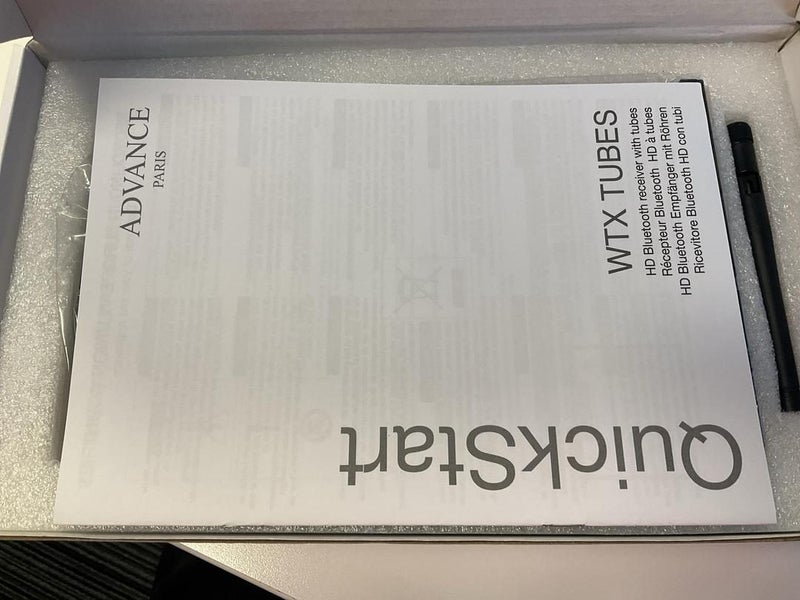 ADVANCE
PARIS
WTX TUBES
HD Bluetooth receiver with tubes
Récepteur Bluetooth HD à tubes
HD Bluetooth Empfänger mit Röhren
Ricevitore Bluetooth HD con tubi
QuickStart